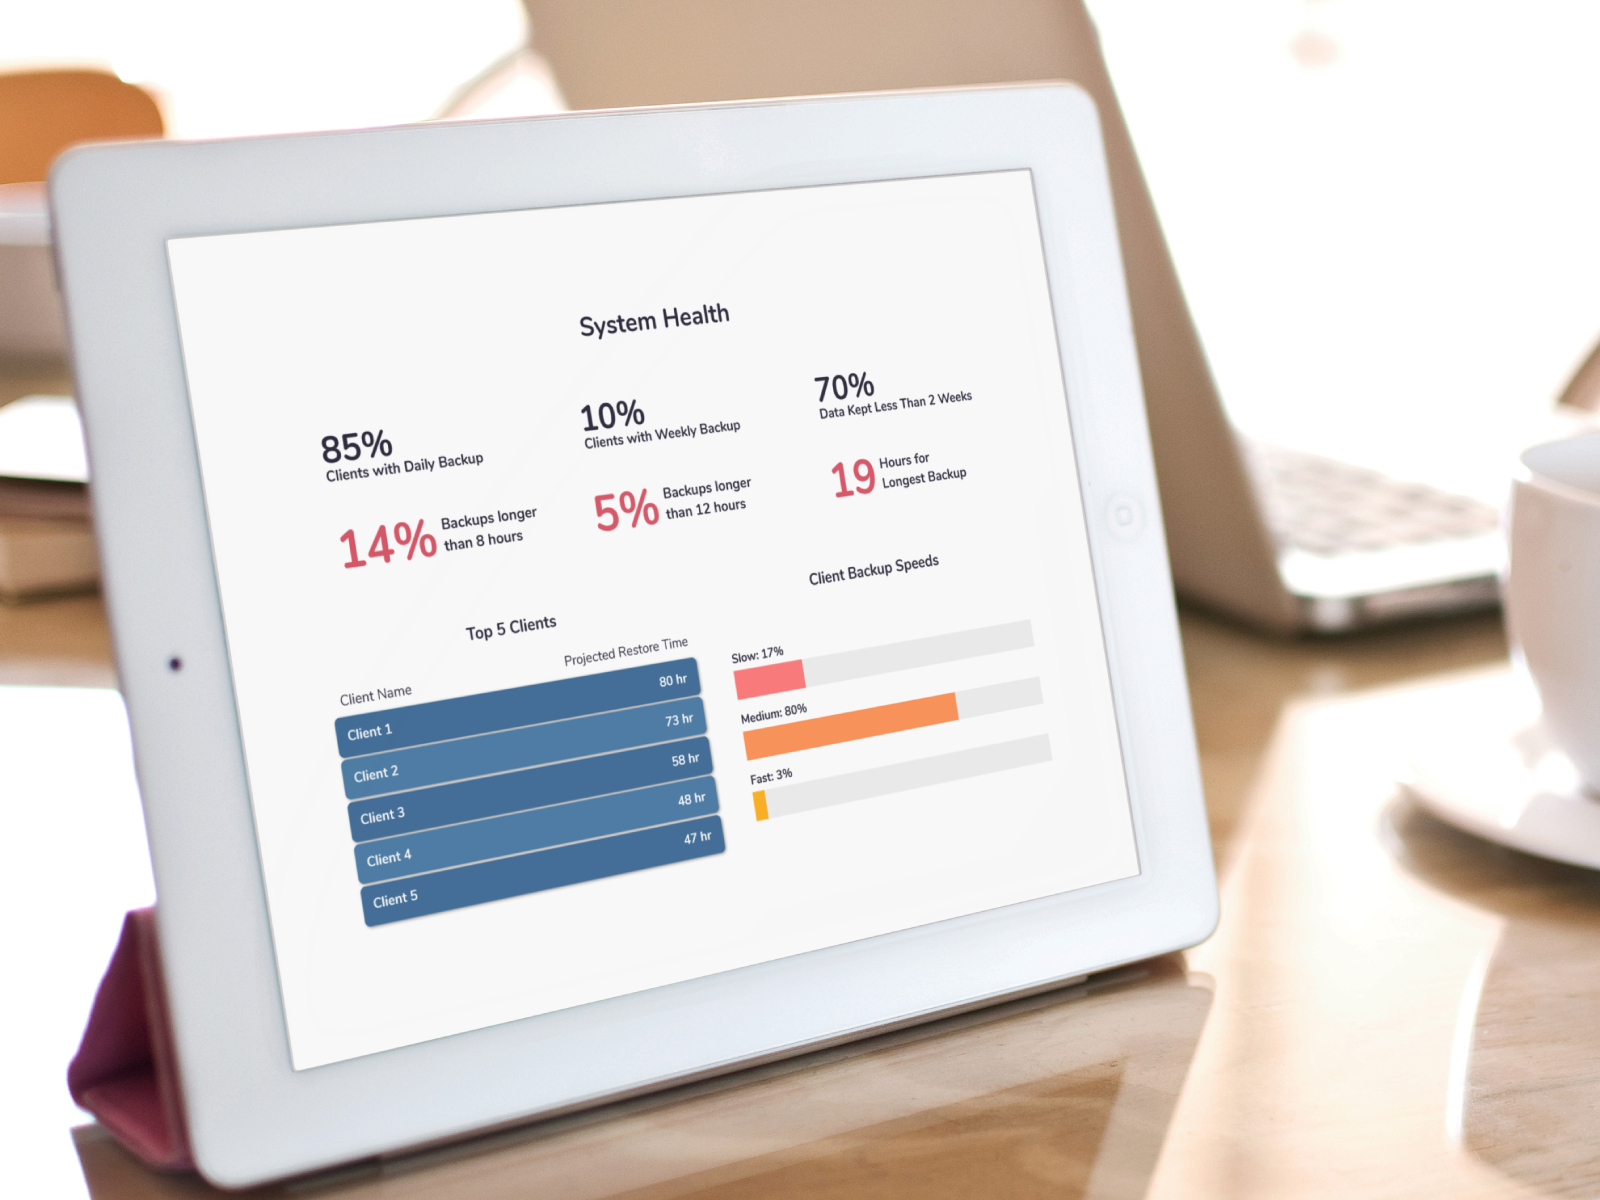 System Health
85%
Clients with Daily Backup
10%
Clients with Weekly Backup
70%
Data Kept Less Than 2 Weeks
14%
Backups longer
than 8 hours
5%
Backups longer
than 12 hours
19
Hours for
Longest Backup
Top 5 Clients
Client Name
Projected Restore Time
Client 1
80 hr
Client 2
73 hr
Client 3
58 hr
Client 4
48 hr
Client 5
47 hr
Client Backup Speeds
Slow: 17%
Medium: 80%
Fast: 3%